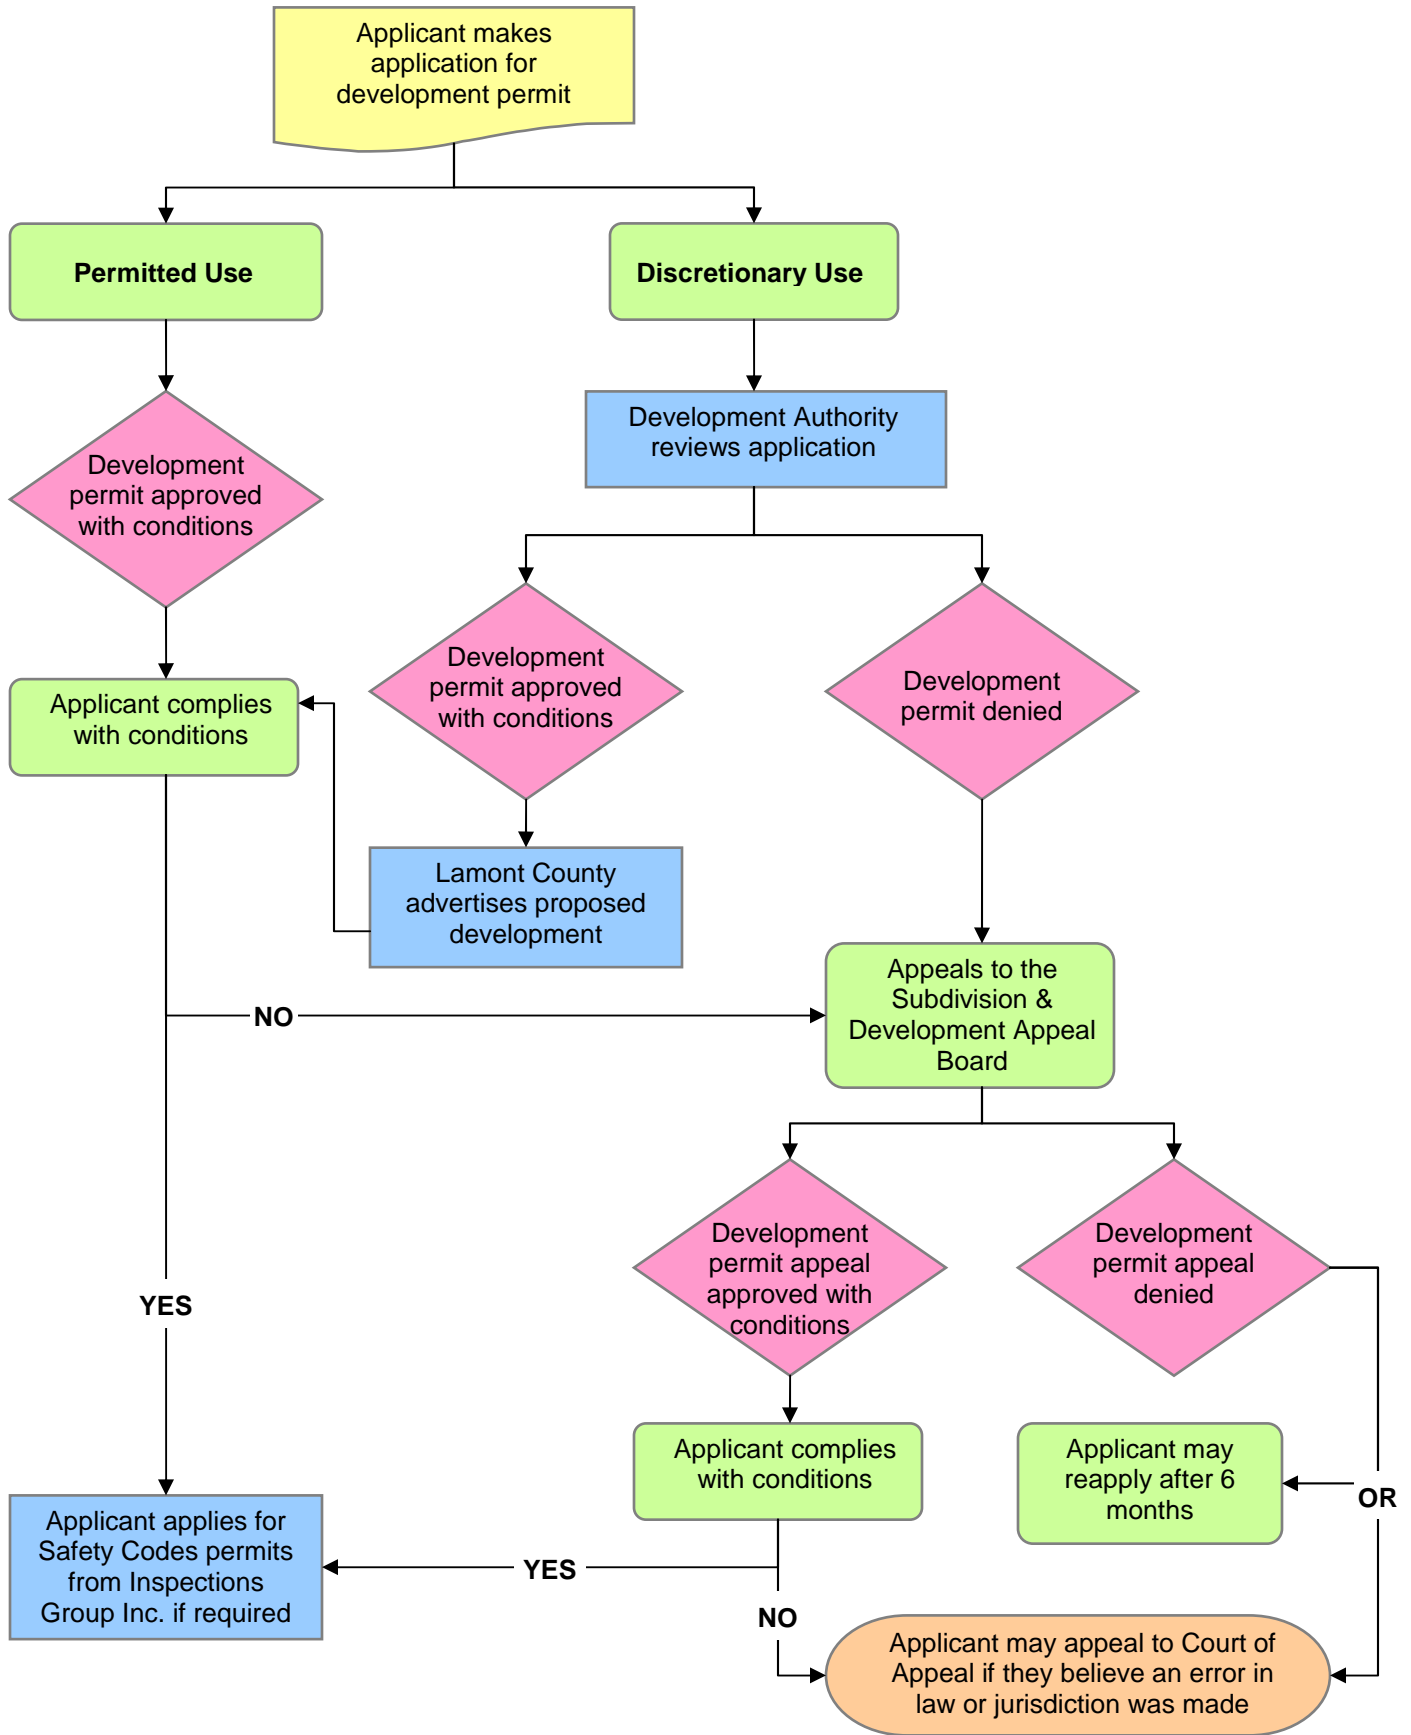 Applicant makes
application for
development permit
Permitted Use
Discretionary Use
Development
permit approved
with conditions
Development Authority
reviews application
Development
permit approved
with conditions
Development
permit denied
Applicant complies
with conditions
Lamont County
advertises proposed
development
Appeals to the
Subdivision &
Development Appeal
Board
NO
YES
Development
permit appeal
approved with
conditions
Development
permit appeal
denied
Applicant complies
with conditions
Applicant may
reapply after 6
months
OR
Applicant applies for
Safety Codes permits
from Inspections
Group Inc. if required
YES
NO
Applicant may appeal to Court of
Appeal if they believe an error in
law or jurisdiction was made